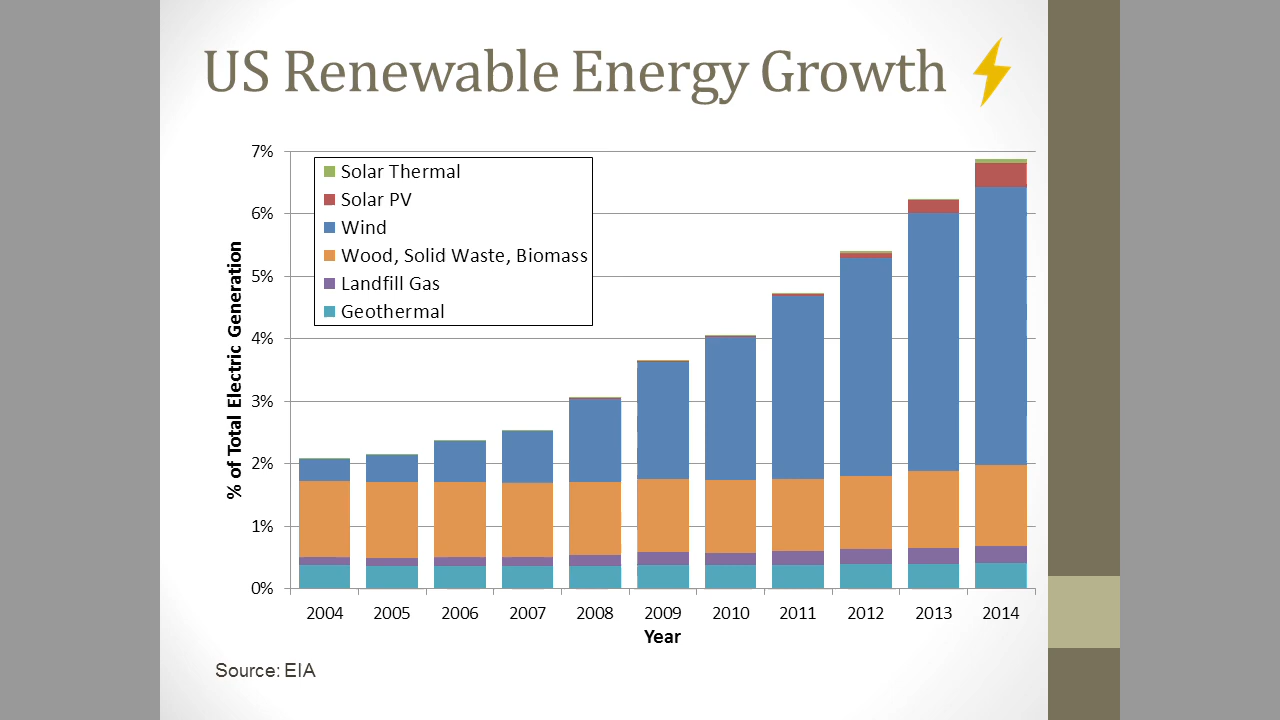 US Renewable Energy Growth
7%
6%
5%
4%
3%
2%
1%
0%
% of Total Electric Generation
Solar Thermal
Solar PV
Wind
Wood, Solid Waste, Biomass
Landfill Gas
Geothermal
2004 2005 2006 2007 2008 2009 2010 2011 2012 2013 2014
Year
Source: EIA